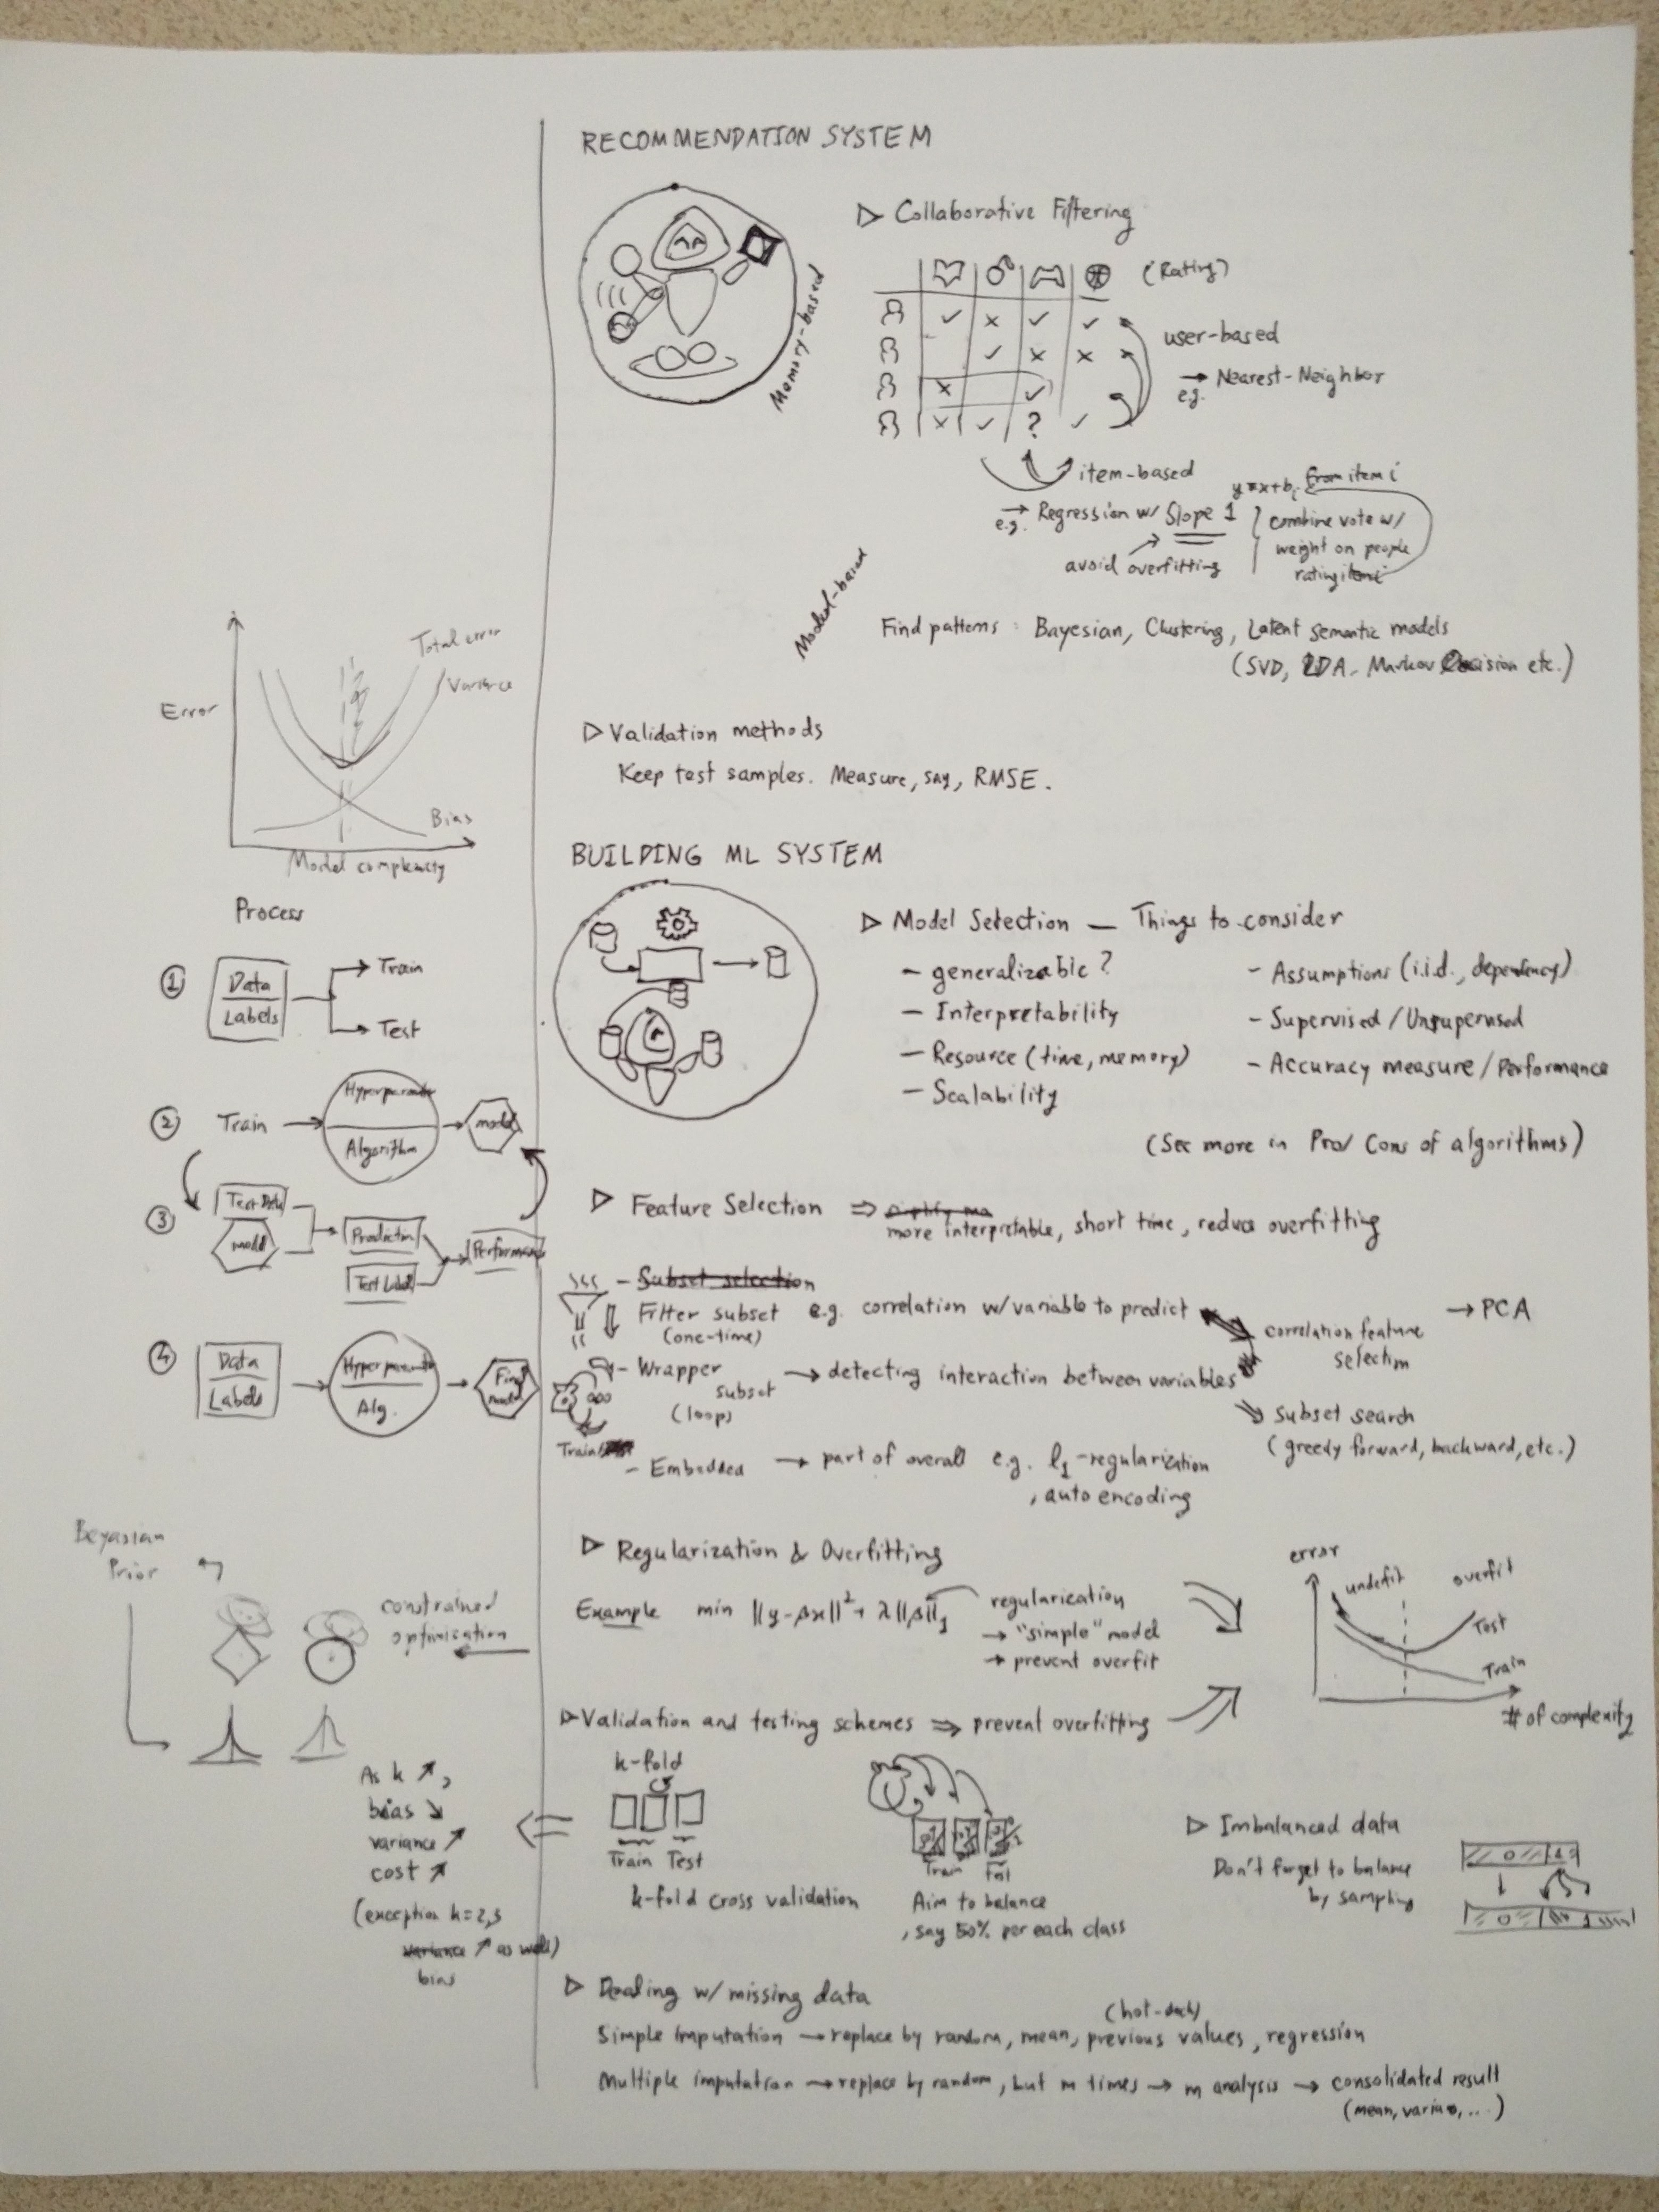 RECOMMENDATION SYSTEM
Memory-based
▷ Collaborative Filtering
(Rating)
✓ × ✓ ✓
✓ × ×
× ✓
× ✓ ? ✓
user-based
→ Nearest-Neighbor
e.g.
item-based
→ Regression w/ Slope 1
e.g.
avoid overfitting
y=x+bᵢ from item i
combine vote w/
weight on people
rating item i
Model-based
Find patterns: Bayesian, Clustering, Latent semantic models
(SVD, LDA, Markov Decision etc.)
▷ Validation methods
Keep test samples. Measure, say, RMSE.
BUILDING ML SYSTEM
▷ Model Selection — Things to consider
- generalizable?
- Interpretability
- Resource (time, memory)
- Scalability
- Assumptions (i.i.d., dependency)
- Supervised / Unsupervised
- Accuracy measure / Performance
(See more in Pro/ Cons of algorithms)
▷ Feature Selection ⇒
more interpretable, short time, reduce overfitting
- Subset selection
Filter subset e.g. correlation w/ variable to predict
(one-time)
correlation feature
selection
→ PCA
- Wrapper
subset
(loop)
→ detecting interaction between variables
Train
subset search
(greedy forward, backward, etc.)
- Embedded → part of overall e.g. ℓ₁-regularization
, auto encoding
▷ Regularization & Overfitting
Example min ||y-βx||² + λ||β||₁
regularization
→ "simple" model
→ prevent overfit
error
underfit
overfit
Test
Train
# of complexity
▷ Validation and testing schemes ⇒ prevent overfitting
k-fold
Train Test
k-fold cross validation
Train Test
Aim to balance
, say 50% per each class
▷ Imbalanced data
Don't forget to balance
by sampling
0 1
0 1
▷ Dealing w/ missing data
(hot-deck)
Simple imputation → replace by random, mean, previous values, regression
Multiple imputation → replace by random, but m times → m analysis → consolidated result
(mean, variance, ...)
Total error
Variance
Error
Bias
Model complexity
Process
① Data
Labels
Train
Test
② Train → Hyperparameter
Algorithm
model
③ Test Data
model
Prediction
Test Label
Performance
④ Data
Labels
Hyperparameter
Alg.
Final
model
Beyasian
Prior
constrained
optimization
As k ↗,
bias ↘
variance ↗
cost ↗
(exception k=2,3
variance ↗ as well)
bias